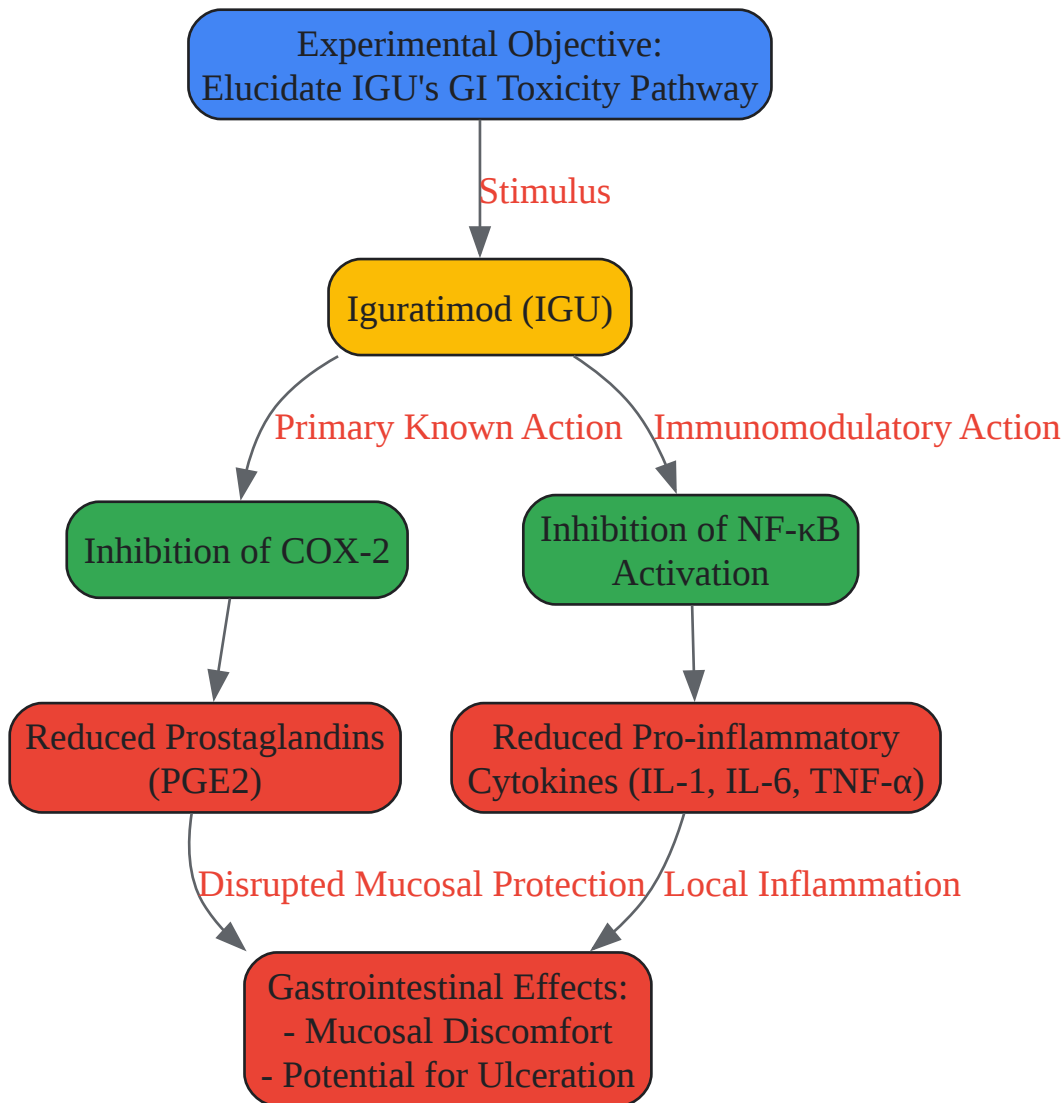 Experimental Objective:
Elucidate IGU's GI Toxicity Pathway
Stimulus
Iguratimod (IGU)
Primary Known Action
Immunomodulatory Action
Inhibition of COX-2
Inhibition of NF-κB
Activation
Reduced Prostaglandins
(PGE2)
Reduced Pro-inflammatory
Cytokines (IL-1, IL-6, TNF-α)
Disrupted Mucosal Protection
Local Inflammation
Gastrointestinal Effects:
- Mucosal Discomfort
- Potential for Ulceration